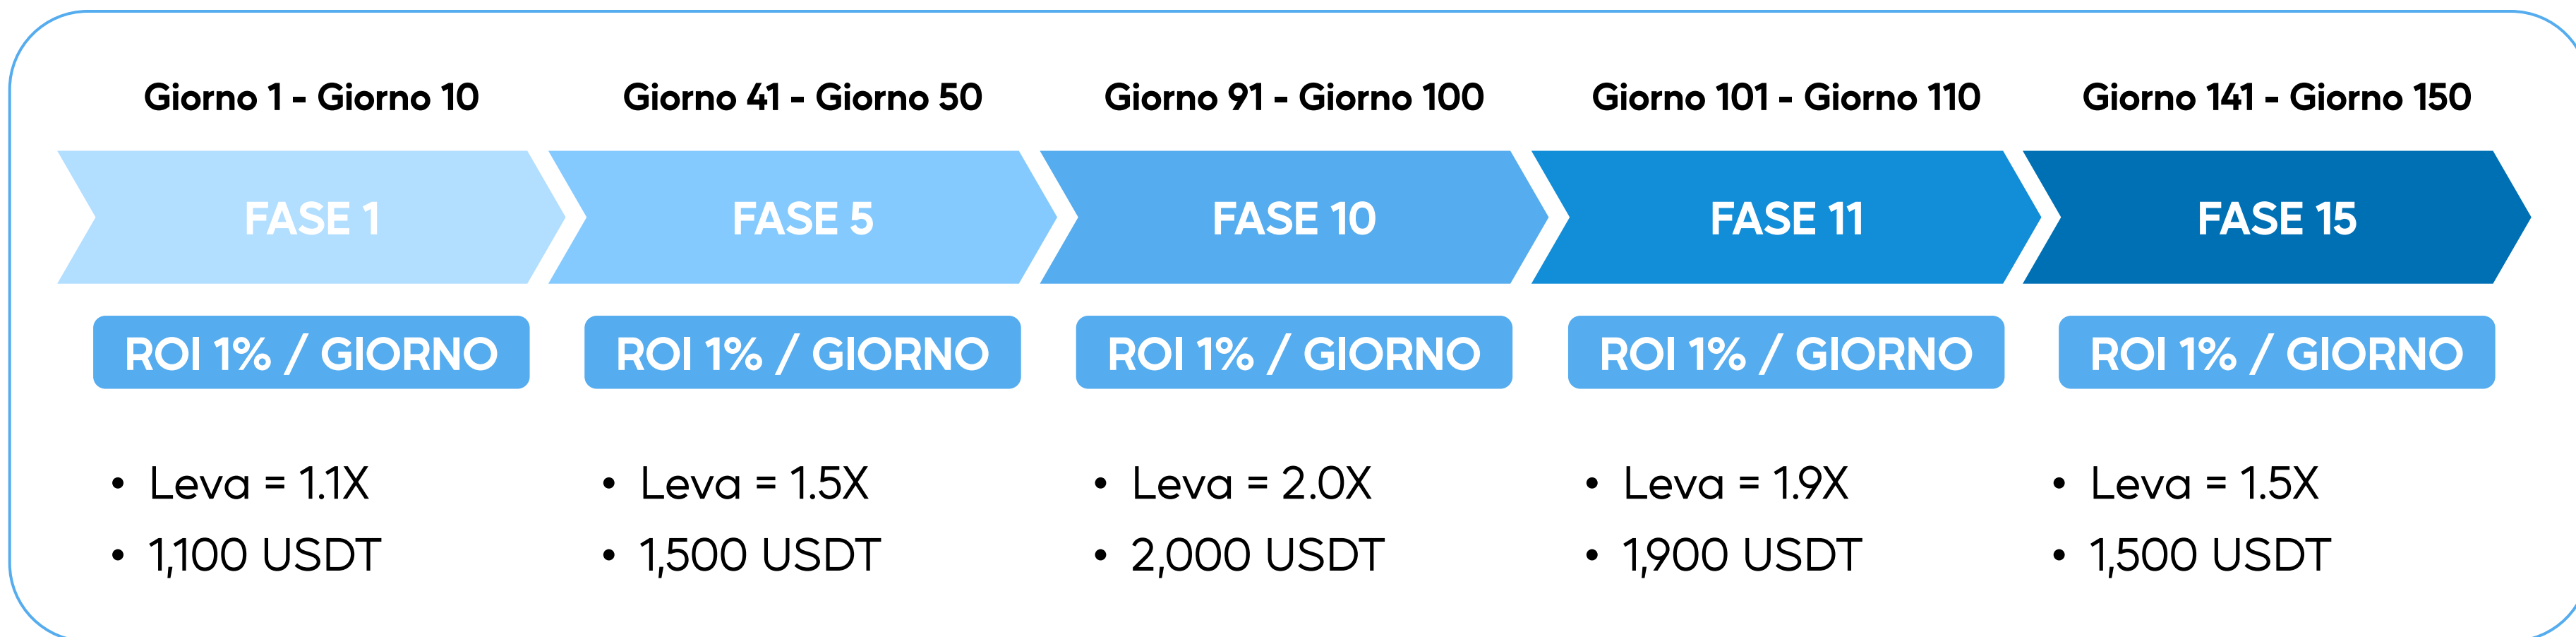 Giorno 1 - Giorno 10
Giorno 41 - Giorno 50
Giorno 91 - Giorno 100
Giorno 101 - Giorno 110
Giorno 141 - Giorno 150
FASE 1
FASE 5
FASE 10
FASE 11
FASE 15
ROI 1% / GIORNO
ROI 1% / GIORNO
ROI 1% / GIORNO
ROI 1% / GIORNO
ROI 1% / GIORNO
• Leva = 1.1X
• 1,100 USDT
• Leva = 1.5X
• 1,500 USDT
• Leva = 2.0X
• 2,000 USDT
• Leva = 1.9X
• 1,900 USDT
• Leva = 1.5X
• 1,500 USDT